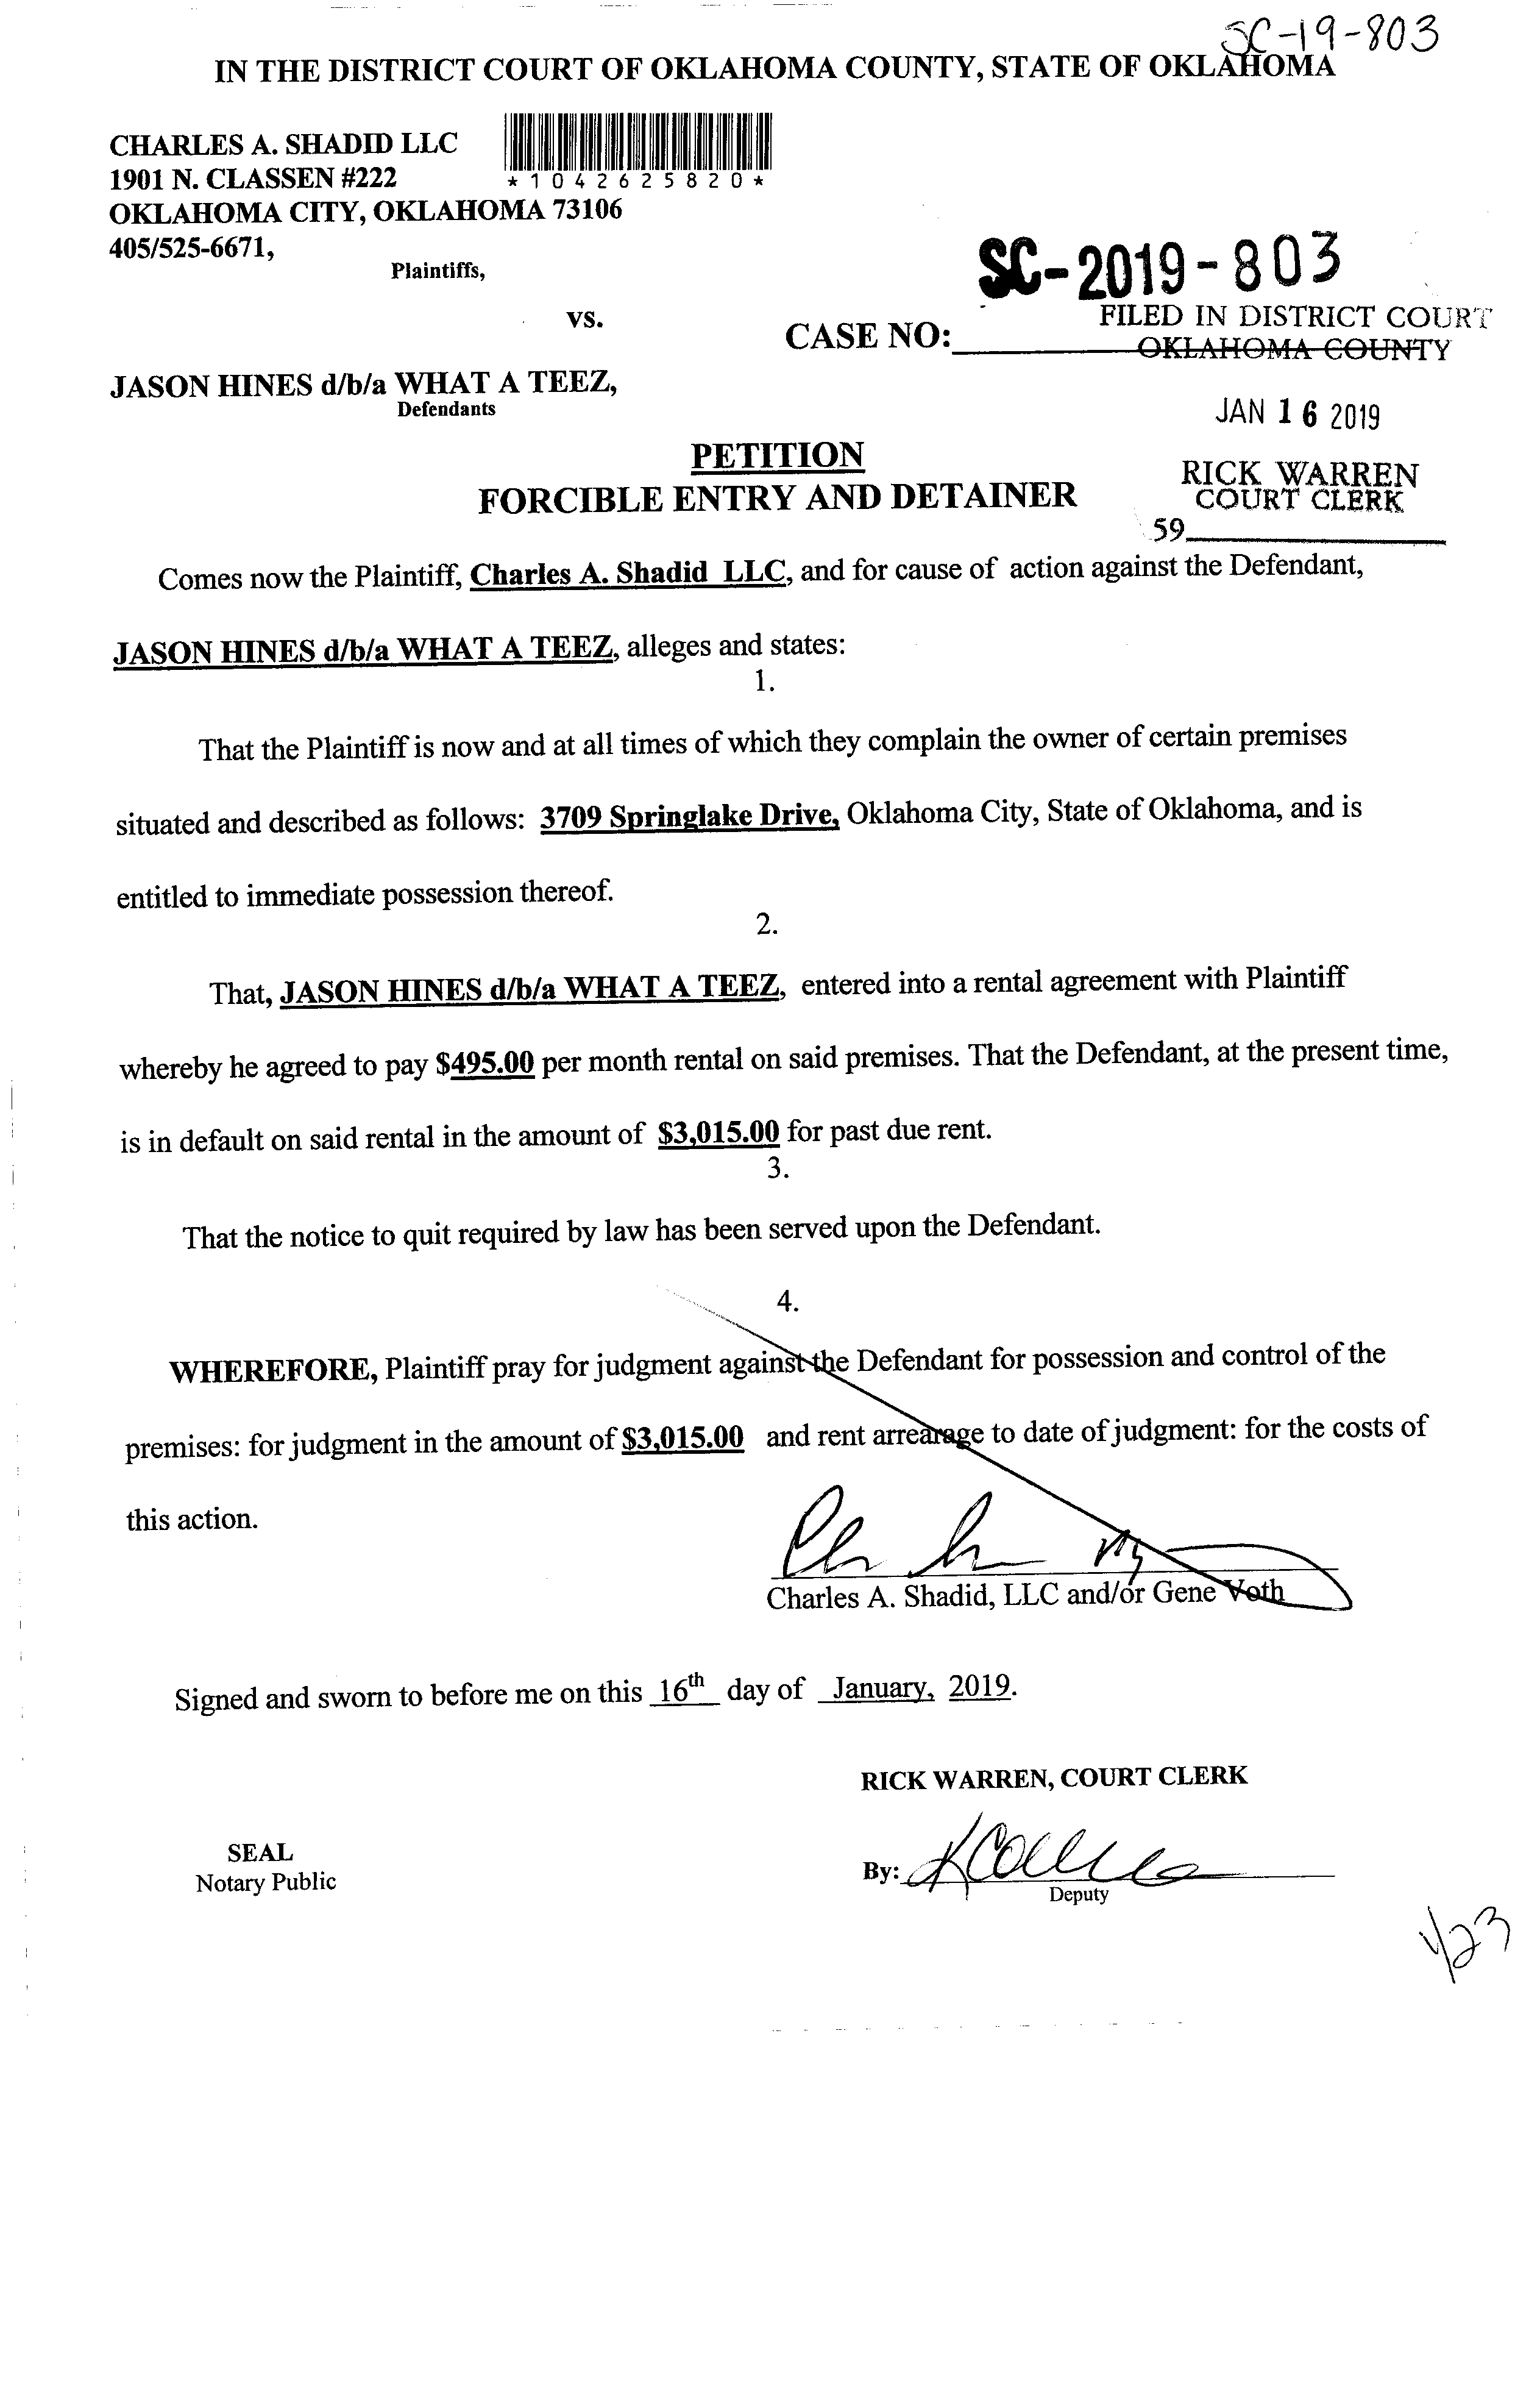 SC-19-803
IN THE DISTRICT COURT OF OKLAHOMA COUNTY, STATE OF OKLAHOMA
CHARLES A. SHADID LLC
1901 N. CLASSEN #222
*1042625820*
OKLAHOMA CITY, OKLAHOMA 73106
405/525-6671,
Plaintiffs,
SC-2019-803
vs.
CASE NO:
FILED IN DISTRICT COURT
OKLAHOMA COUNTY
JASON HINES d/b/a WHAT A TEEZ,
Defendants
JAN 16 2019
PETITION
FORCIBLE ENTRY AND DETAINER
RICK WARREN
COURT CLERK
59
Comes now the Plaintiff, Charles A. Shadid LLC, and for cause of action against the Defendant,
JASON HINES d/b/a WHAT A TEEZ, alleges and states:
1.
That the Plaintiff is now and at all times of which they complain the owner of certain premises
situated and described as follows: 3709 Springlake Drive, Oklahoma City, State of Oklahoma, and is
entitled to immediate possession thereof.
2.
That, JASON HINES d/b/a WHAT A TEEZ, entered into a rental agreement with Plaintiff
whereby he agreed to pay $495.00 per month rental on said premises. That the Defendant, at the present time,
is in default on said rental in the amount of $3,015.00 for past due rent.
3.
That the notice to quit required by law has been served upon the Defendant.
4.
WHEREFORE, Plaintiff pray for judgment against the Defendant for possession and control of the
premises: for judgment in the amount of $3,015.00 and rent arrearage to date of judgment: for the costs of
this action.
Charles A. Shadid, LLC and/or Gene Voth
Signed and sworn to before me on this 16th day of January, 2019.
RICK WARREN, COURT CLERK
SEAL
Notary Public
By:
Deputy
1/23